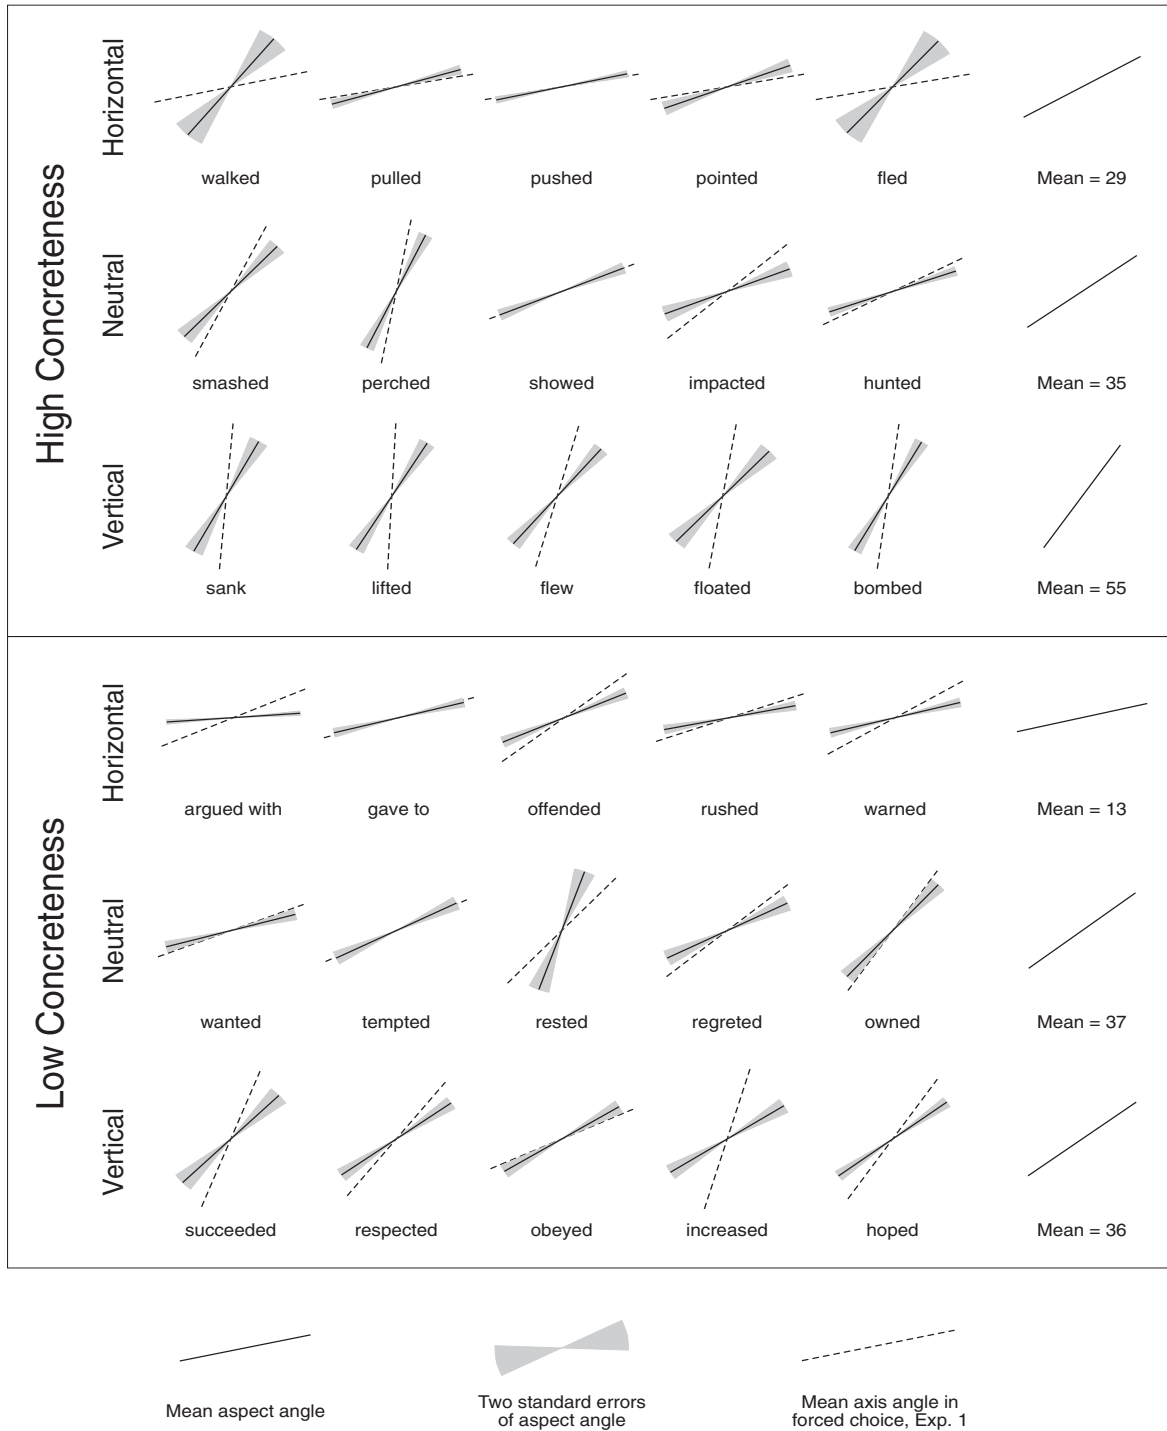 High Concreteness
Horizontal
walked pulled pushed pointed fled Mean = 29
Neutral
smashed perched showed impacted hunted Mean = 35
Vertical
sank lifted flew floated bombed Mean = 55
Low Concreteness
Horizontal
argued with gave to offended rushed warned Mean = 13
Neutral
wanted tempted rested regreted owned Mean = 37
Vertical
succeeded respected obeyed increased hoped Mean = 36
Mean aspect angle
Two standard errors
of aspect angle
Mean axis angle in
forced choice, Exp. 1